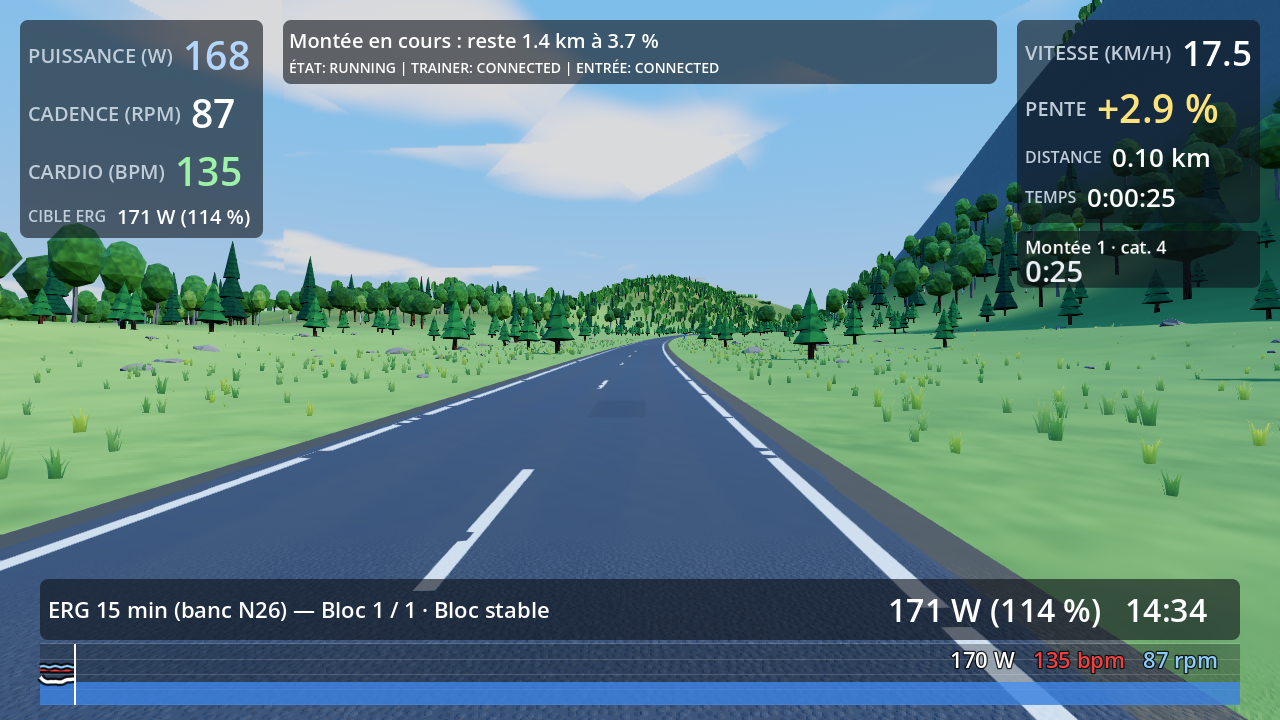 PUISSANCE (W) 168
CADENCE (RPM) 87
CARDIO (BPM) 135
CIBLE ERG 171 W (114 %)
Montée en cours : reste 1.4 km à 3.7 %
ÉTAT: RUNNING | TRAINER: CONNECTED | ENTRÉE: CONNECTED
VITESSE (KM/H) 17.5
PENTE +2.9 %
DISTANCE 0.10 km
TEMPS 0:00:25
Montée 1 · cat. 4
0:25
ERG 15 min (banc N26) — Bloc 1 / 1 · Bloc stable 171 W (114 %) 14:34
170 W 135 bpm 87 rpm